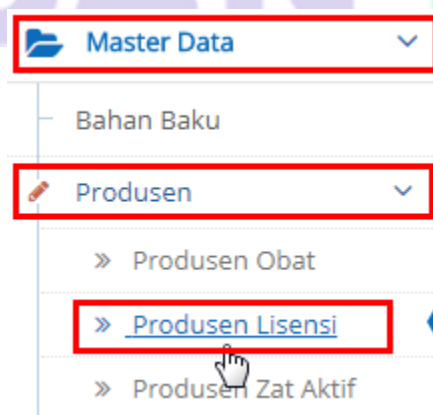 Master Data
Bahan Baku
Produsen
» Produsen Obat
» Produsen Lisensi
» Produsen Zat Aktif